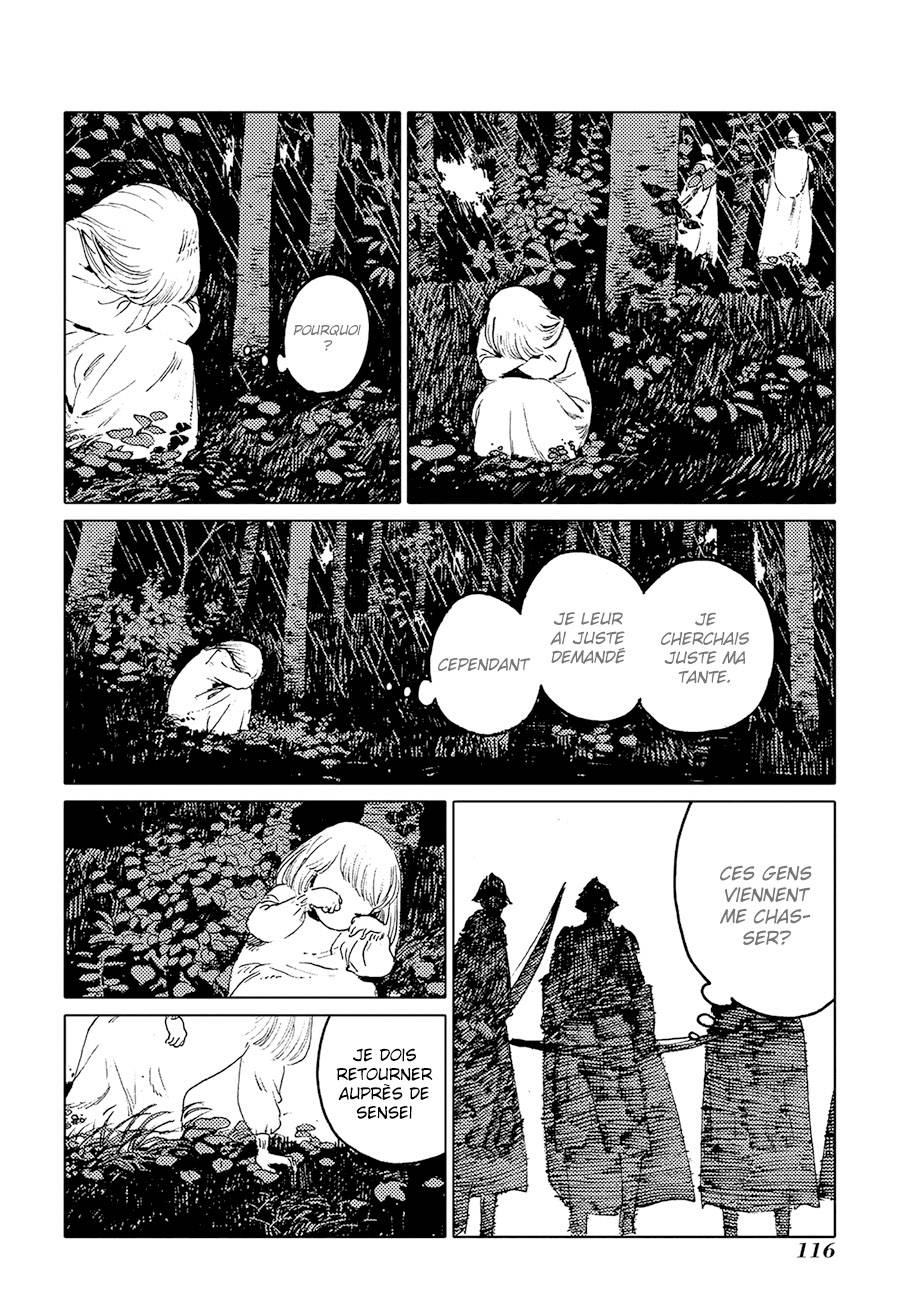 POURQUOI
?
JE
CHERCHAIS
JUSTE MA
TANTE.
JE LEUR
AI JUSTE
DEMANDÉ
CEPENDANT
CES GENS
VIENNENT
ME CHAS-
SER?
JE DOIS
RETOURNER
AUPRÈS DE
SENSEI
116